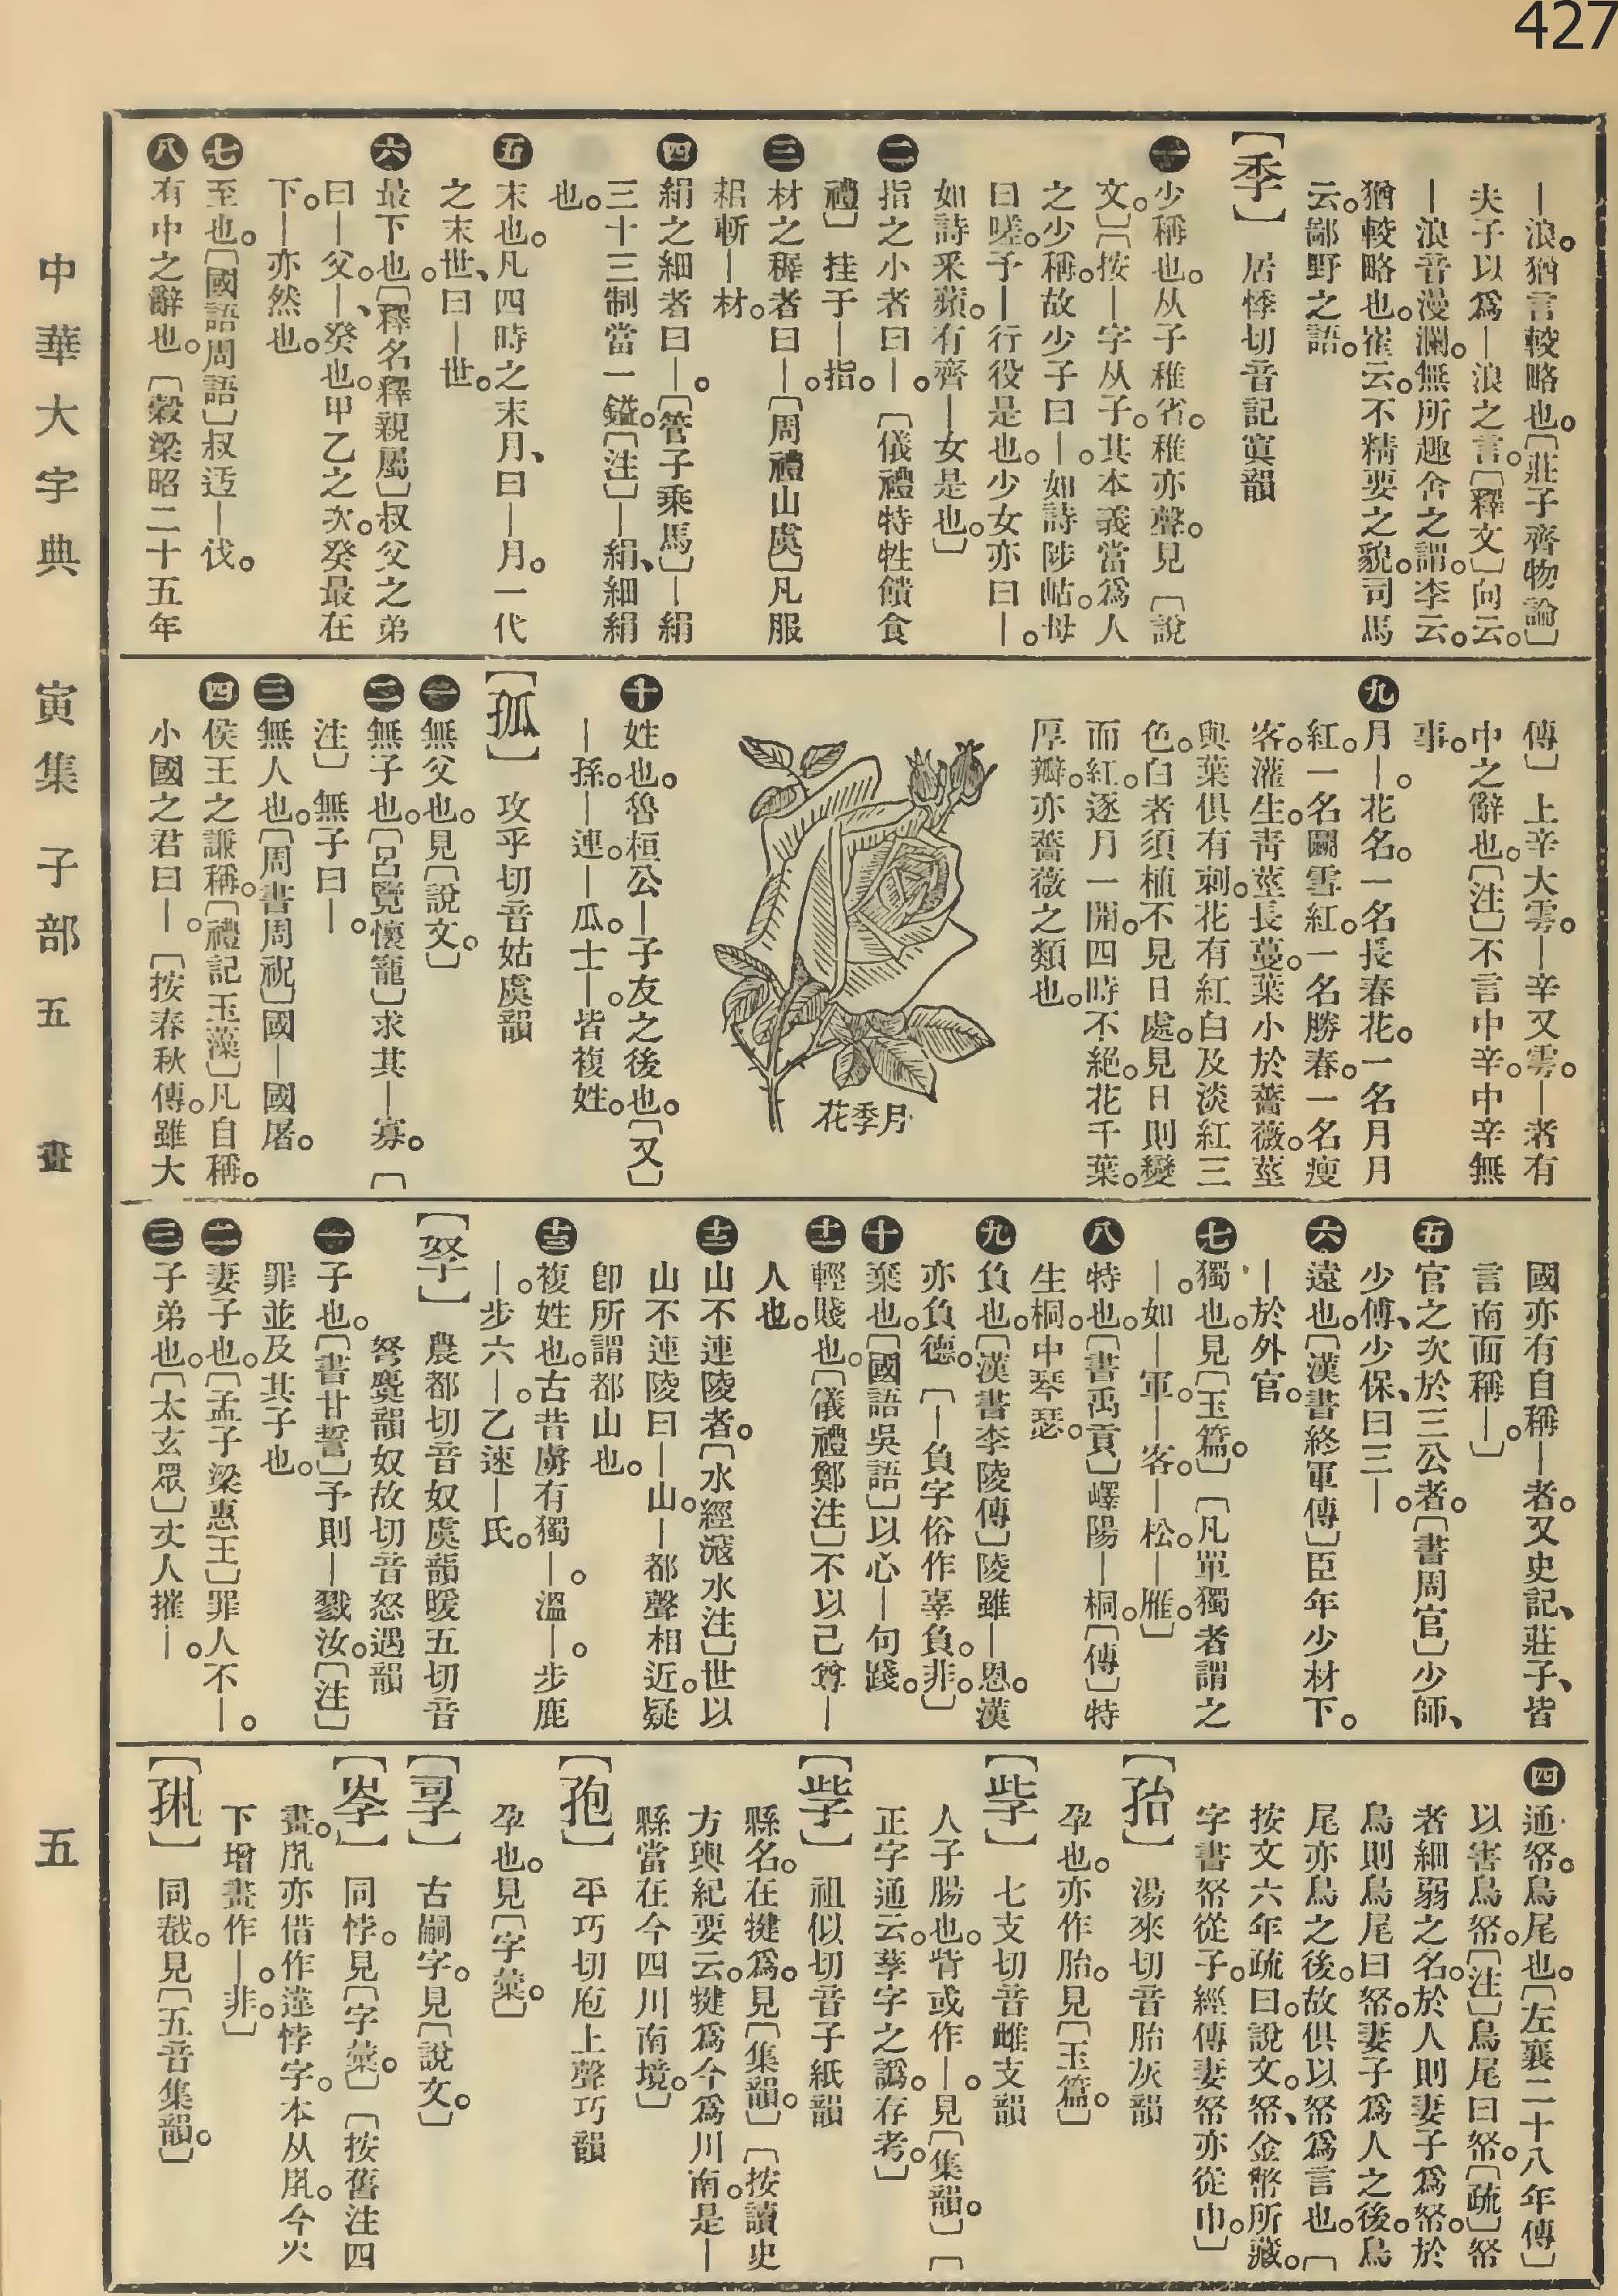 427
｜浪。猶言較略也。〔莊子齊物論〕
夫子以爲｜浪之言。〔釋文〕向云。
｜浪音漫瀾。無所趣舍之謂。李云。
猶較略也。崔云。不精要之貌。司馬
云。鄙野之語。
【季】 居悸切音記寘韻
㊀少稱也。从子稚省。稚亦聲。見〔說
文。〕〔按｜字从子。其本義當爲人
之少稱。故少子曰｜。如詩陟岵。母
曰嗟。子｜行役是也。少女亦曰｜。
如詩采蘋。有齊｜女是也。〕
㊁指之小者曰｜。〔儀禮特牲饋食
禮〕挂于｜指。
㊂材之穉者曰｜。〔周禮山虞〕凡服
耜斬｜材。
㊃絹之細者曰｜。〔管子乘馬〕｜絹
三十三制當一鎰。〔注〕｜絹、細絹
也。
㊄末也。凡四時之末月、曰｜月。一代
之末世、曰｜世。
㊅最下也。〔釋名釋親屬〕叔父之弟
曰｜父。｜、癸也。甲乙之次。癸最在
下。｜亦然也。
㊆至也。〔國語周語〕叔迋｜伐。
㊇有中之辭也。〔穀梁昭二十五年
傳〕上辛大雩。｜辛又雩。｜者有
中之辭也。〔注〕不言中辛。中辛無
事。
㊈月｜。花名。一名長春花。一名月月
紅。一名鬭雪紅。一名勝春。一名瘦
客。灌生。靑莖長蔓。葉小於薔薇。莖
與葉俱有刺。花有紅白及淡紅三
色。白者須植不見日處。見日則變
而紅。逐月一開。四時不絕。花千葉。
厚瓣。亦薔薇之類也。
月季花
㊉姓也。魯桓公｜子友之後也。〔又〕
｜孫。｜連。｜瓜。士｜。皆複姓。
【孤】 攻乎切音姑虞韻
㊀無父也。見〔說文。〕
㊁無子也。〔呂覽懷寵〕求其｜寡。〔
注〕無子曰｜。
㊂無人也。〔周書周祝〕國｜國屠。
㊃侯王之謙稱。〔禮記玉藻〕凡自稱。
小國之君曰｜。〔按春秋傳。雖大
國亦有自稱｜者。又史記、莊子、皆
言南面稱｜。〕
㊄官之次於三公者。〔書周官〕少師、
少傅、少保、曰三｜。
㊅遠也。〔漢書終軍傳〕臣年少材下。
｜於外官。
㊆獨也。見〔玉篇。〕〔凡單獨者謂之
｜。如｜軍。｜客。｜松。｜雁。〕
㊇特也。〔書禹貢〕嶧陽｜桐。〔傳〕特
生桐。中琴瑟。
㊈負也。〔漢書李陵傳〕陵雖｜恩。漢
亦負德。〔｜負字俗作辜負。非。〕
㊉棄也。〔國語吳語〕以心｜句踐。
⑪輕賤也。〔儀禮鄭注〕不以己尊｜
人也。
⑫山不連陵者。〔水經滱水注〕世以
山不連陵曰｜山。｜都聲相近。疑
卽所謂都山也。
⑬複姓也。古昔虜有獨｜。溫｜。步鹿
｜。步六｜。乙速｜氏。
【孥】 農都切音奴虞韻暖五切音
弩麌韻奴故切音怒遇韻
㊀子也。〔書甘誓〕予則｜戮汝。〔注〕
罪並及其子也。
㊁妻子也。〔孟子梁惠王〕罪人不｜。
㊂子弟也。〔太玄眾〕丈人摧｜。
㊃通帑。鳥尾也。〔左襄二十八年傳〕
以害鳥帑。〔注〕鳥尾曰帑。〔疏〕帑
者細弱之名。於人則妻子爲帑。於
鳥則鳥尾曰帑。妻子爲人之後。鳥
尾亦鳥之後。故俱以帑爲言也。〔
按文六年疏曰。說文。帑、金幣所藏。
字書帑從子。經傳妻帑亦從巾。〕
【孡】 湯來切音胎灰韻
孕也。亦作胎。見〔玉篇。〕
【㧘】 七支切音雌支韻
人子腸也。胔或作｜。見〔集韻。〕〔
正字通云。孳字之譌。存考。〕
祖似切音子紙韻
縣名。在犍爲。見〔集韻。〕〔按讀史
方輿紀要云。犍爲今爲川南。是｜
縣當在今四川南境。〕
【孢】 平巧切庖上聲巧韻
孕也。見〔字彙。〕
【孠】 古嗣字。見〔說文。〕
同悖。見〔字彙。〕〔按舊注四
畫。凩亦借作違悖字。本从凩。今火
下增畫作｜。非。〕
同㪿。見〔五音集韻。〕
中華大字典 寅集 子部 五畫 五